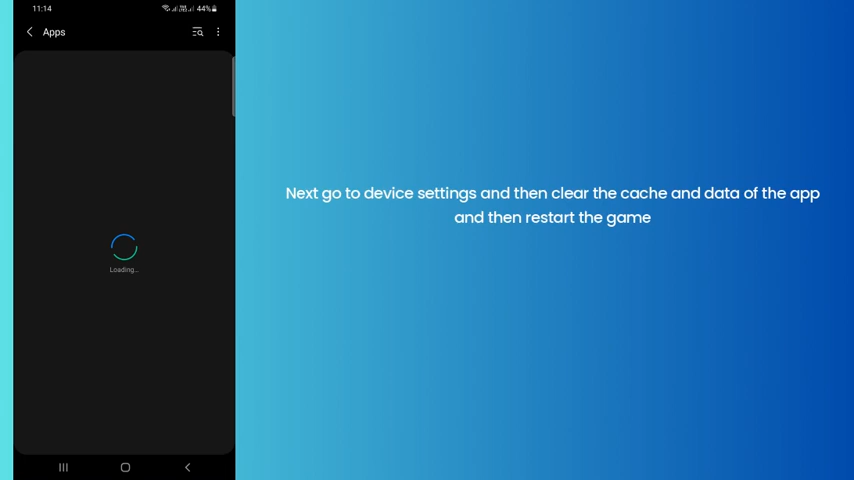 11:14
44%
Apps
Loading...
Next go to device settings and then clear the cache and data of the app
and then restart the game